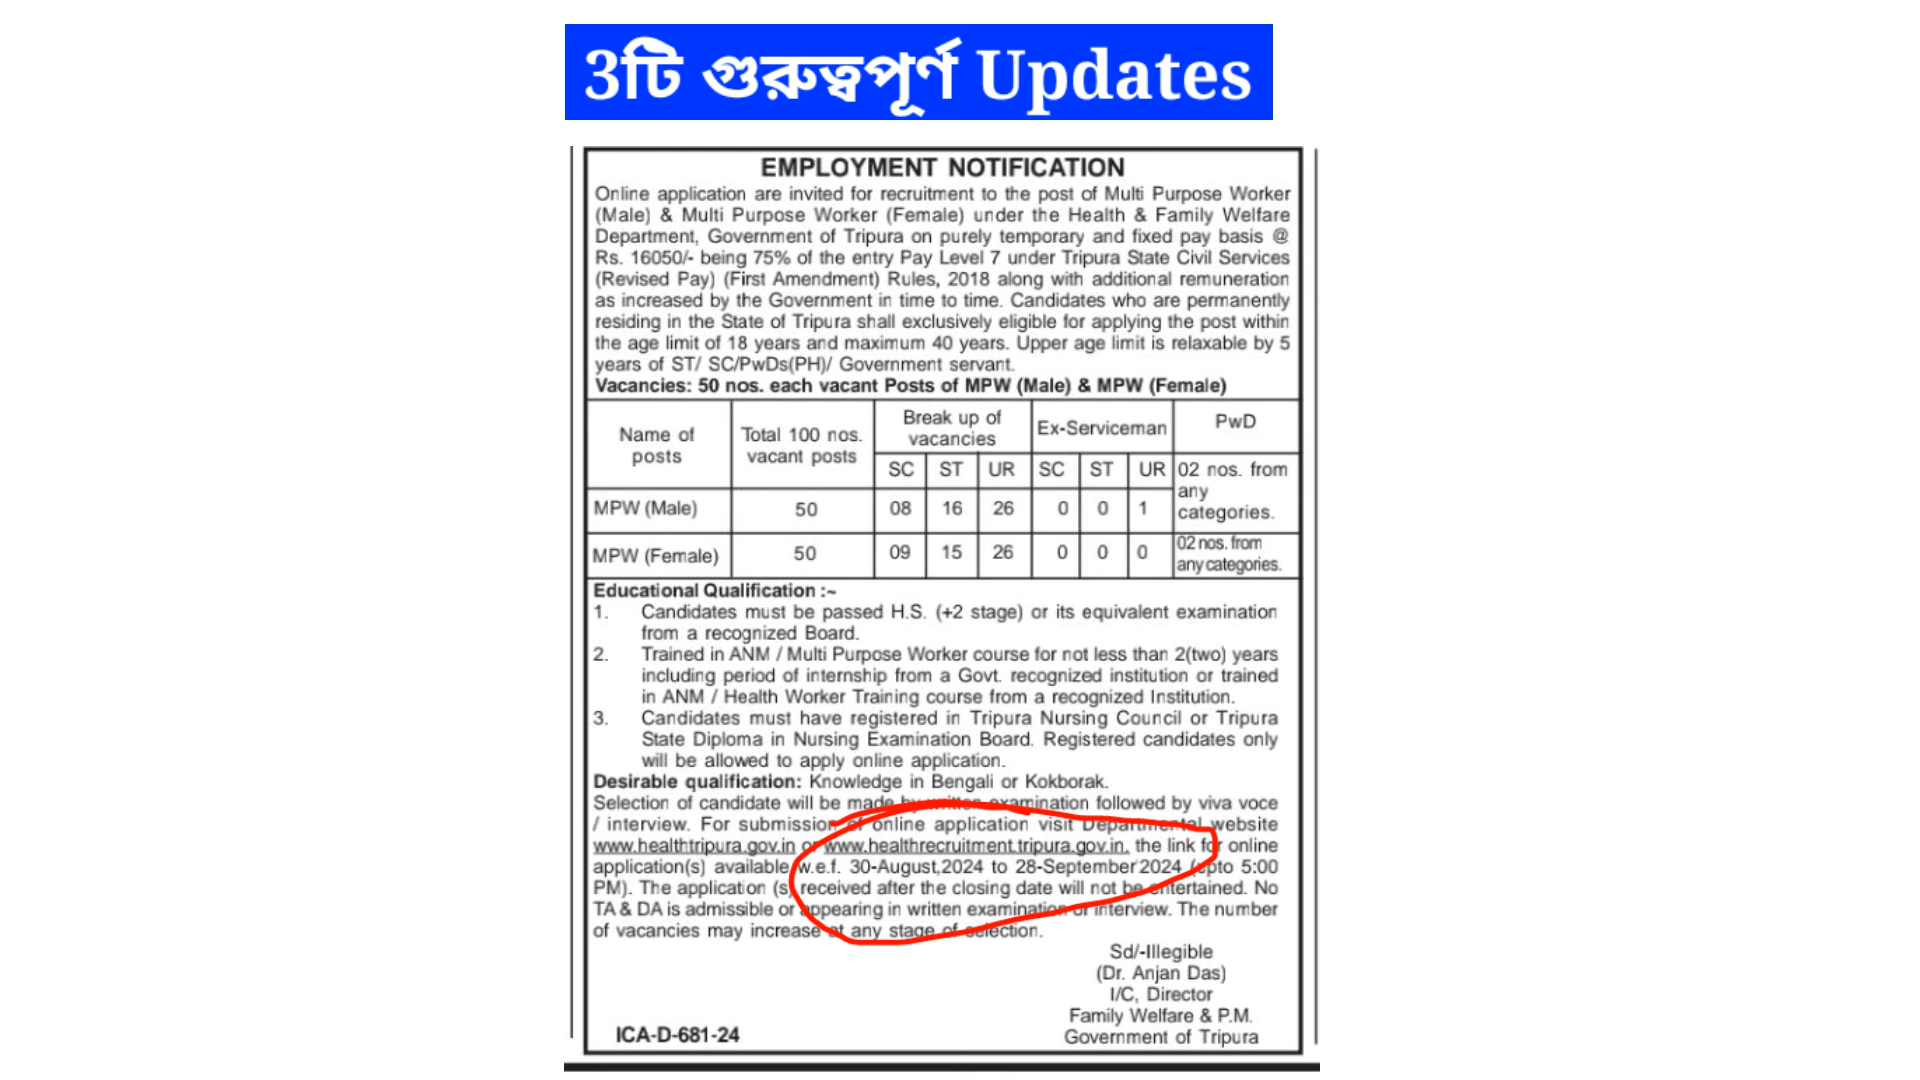 3টি গুরুত্বপূর্ণ Updates
EMPLOYMENT NOTIFICATION
Online application are invited for recruitment to the post of Multi Purpose Worker
(Male) & Multi Purpose Worker (Female) under the Health & Family Welfare
Department, Government of Tripura on purely temporary and fixed pay basis @
Rs. 16050/- being 75% of the entry Pay Level 7 under Tripura State Civil Services
(Revised Pay) (First Amendment) Rules, 2018 along with additional remuneration
as increased by the Government in time to time. Candidates who are permanently
residing in the State of Tripura shall exclusively eligible for applying the post within
the age limit of 18 years and maximum 40 years. Upper age limit is relaxable by 5
years of ST/ SC/PwDs(PH)/ Government servant.
Vacancies: 50 nos. each vacant Posts of MPW (Male) & MPW (Female)
Name of posts Total 100 nos. vacant posts Break up of vacancies Ex-Serviceman PwD
SC ST UR SC ST UR 02 nos. from any categories.
MPW (Male) 50 08 16 26 0 0 1
MPW (Female) 50 09 15 26 0 0 0 02 nos. from any categories.
Educational Qualification :~
1. Candidates must be passed H.S. (+2 stage) or its equivalent examination
from a recognized Board.
2. Trained in ANM / Multi Purpose Worker course for not less than 2(two) years
including period of internship from a Govt. recognized institution or trained
in ANM / Health Worker Training course from a recognized Institution.
3. Candidates must have registered in Tripura Nursing Council or Tripura
State Diploma in Nursing Examination Board. Registered candidates only
will be allowed to apply online application.
Desirable qualification: Knowledge in Bengali or Kokborak.
Selection of candidate will be made by written examination followed by viva voce
/ interview. For submission of online application visit Departmental website
www.healthtripura.gov.in or www.healthrecruitment.tripura.gov.in, the link for online
application(s) available w.e.f. 30-August,2024 to 28-September'2024 (upto 5:00
PM). The application (s) received after the closing date will not be entertained. No
TA & DA is admissible or appearing in written examination or interview. The number
of vacancies may increase at any stage of selection.
Sd/-Illegible
(Dr. Anjan Das)
I/C, Director
Family Welfare & P.M.
ICA-D-681-24 Government of Tripura